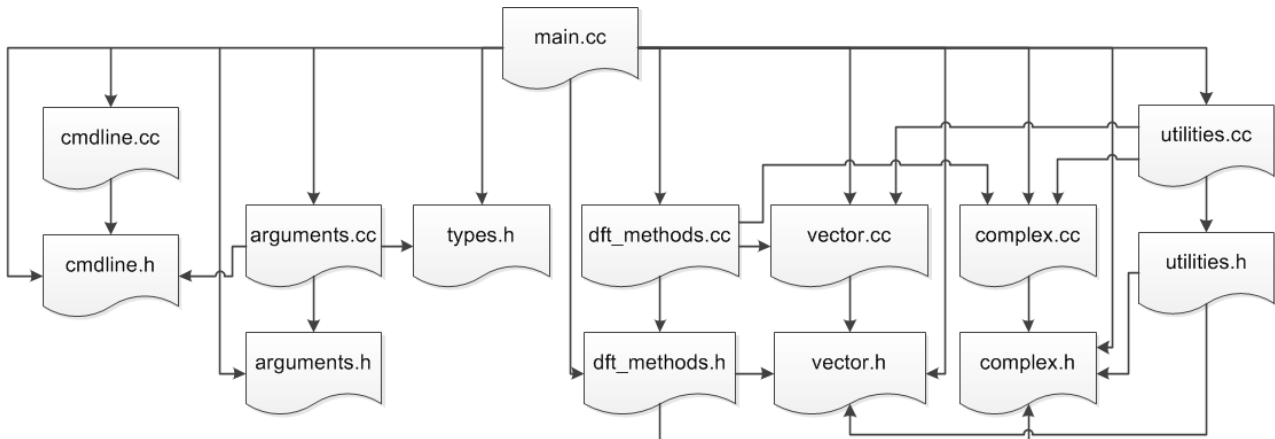 main.cc
cmdline.cc
utilities.cc
arguments.cc
types.h
dft_methods.cc
vector.cc
complex.cc
cmdline.h
utilities.h
arguments.h
dft_methods.h
vector.h
complex.h